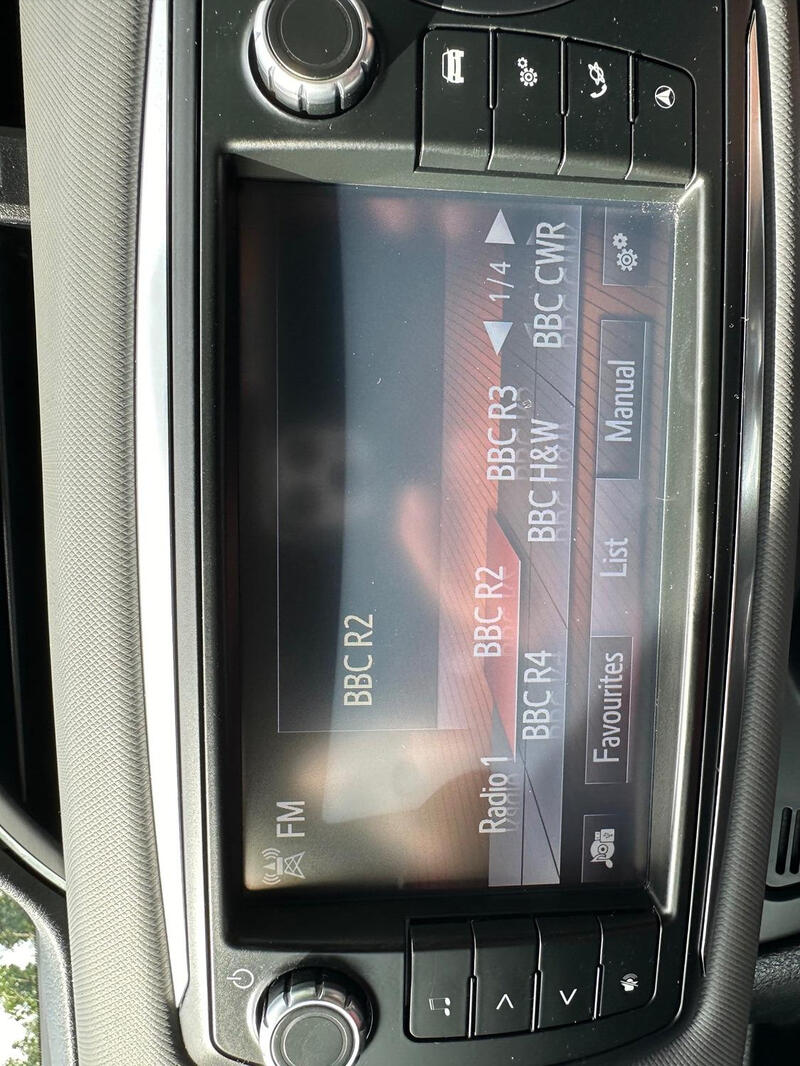 FM
BBC R2
Radio 1 BBC R2 BBC R3 1/4
BBC R4 BBC H&W BBC CWR
Favourites List Manual